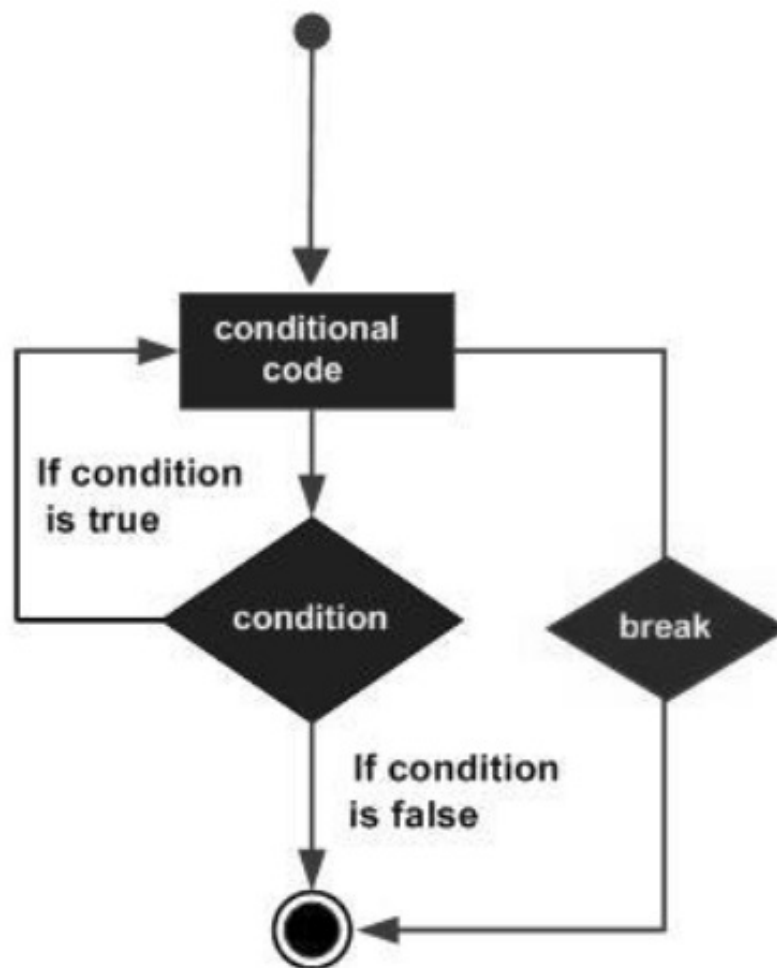 conditional
code
If condition
is true
condition
break
If condition
is false